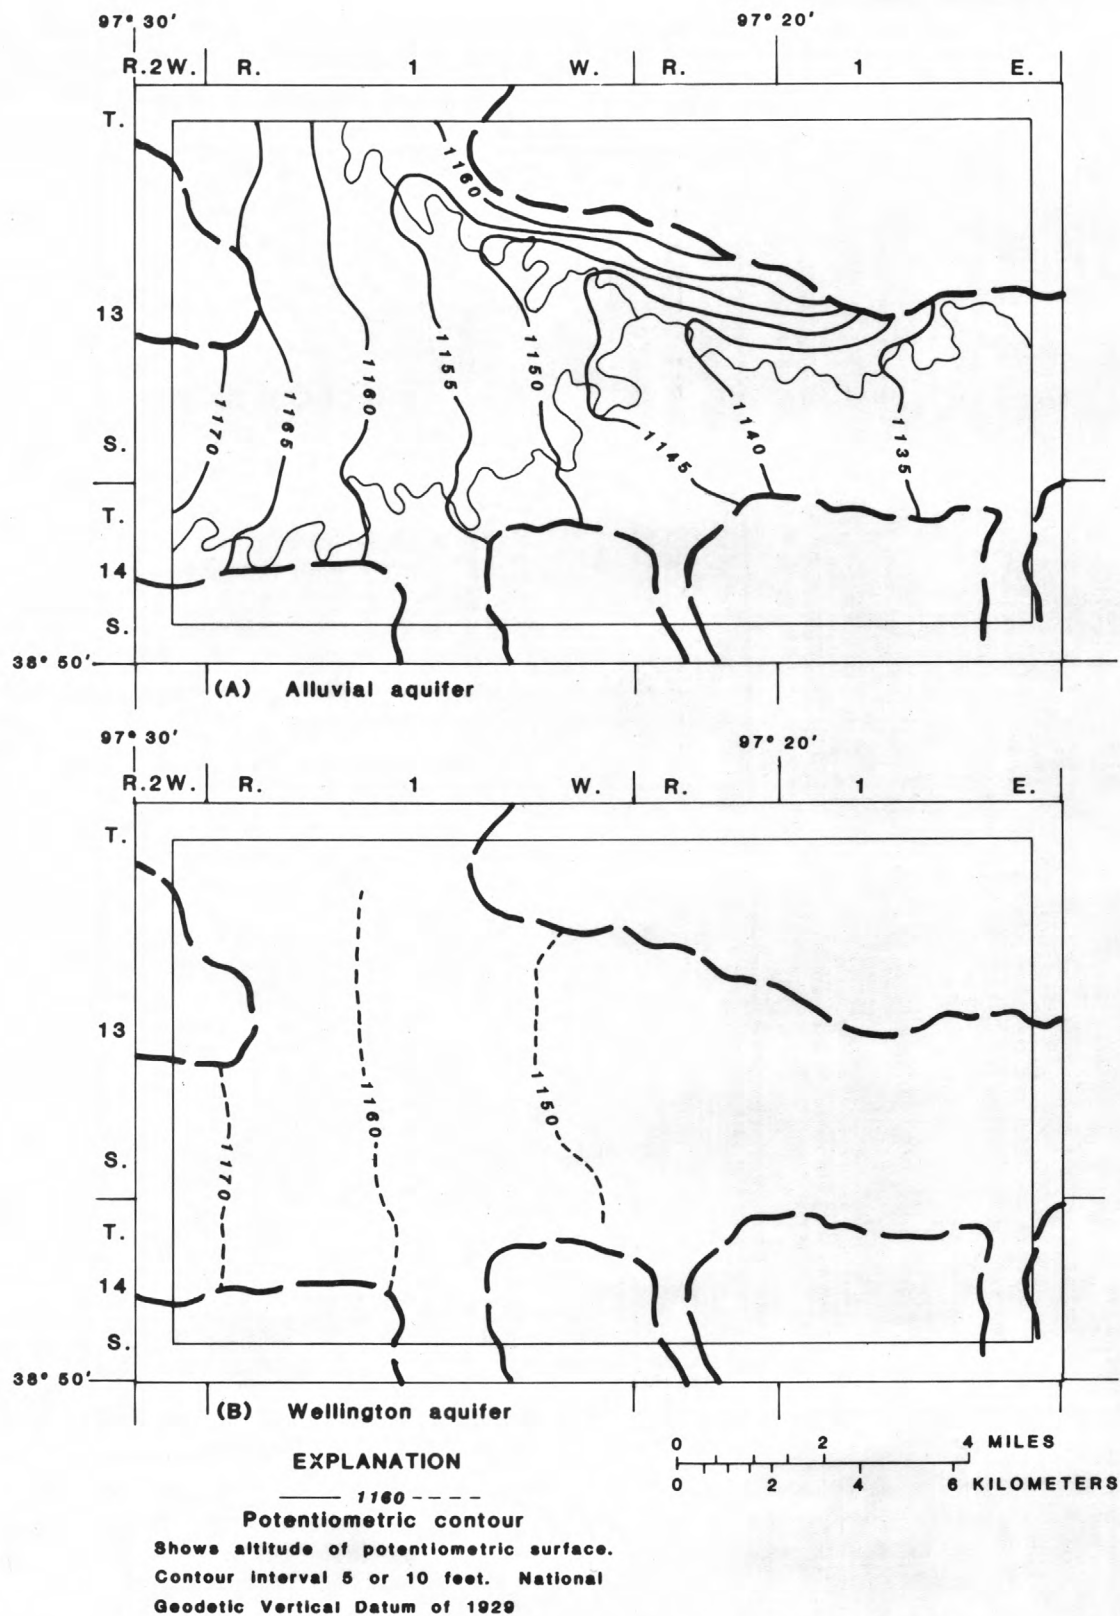 97° 30′ 97° 20′
R.2W. R. 1 W. R. 1 E.
T.
1160
13
1170 1165 1160 1155 1150 1145 1140 1135
S.
T.
14
S.
38° 50′
(A) Alluvial aquifer
97° 30′ 97° 20′
R.2W. R. 1 W. R. 1 E.
T.
13
1170 1160 1150
S.
T.
14
S.
38° 50′
(B) Wellington aquifer
0 2 4 MILES
0 2 4 6 KILOMETERS
EXPLANATION
1160
Potentiometric contour
Shows altitude of potentiometric surface.
Contour interval 5 or 10 feet. National
Geodetic Vertical Datum of 1929